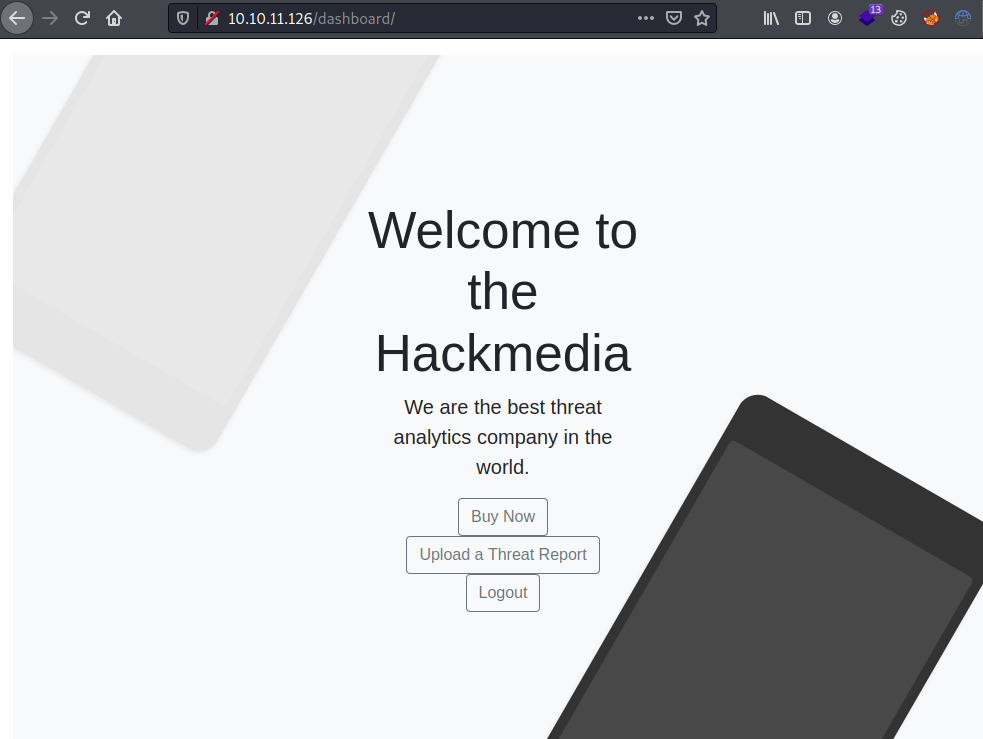 10.10.11.126/dashboard/
13
Welcome to
the
Hackmedia
We are the best threat
analytics company in the
world.
Buy Now
Upload a Threat Report
Logout